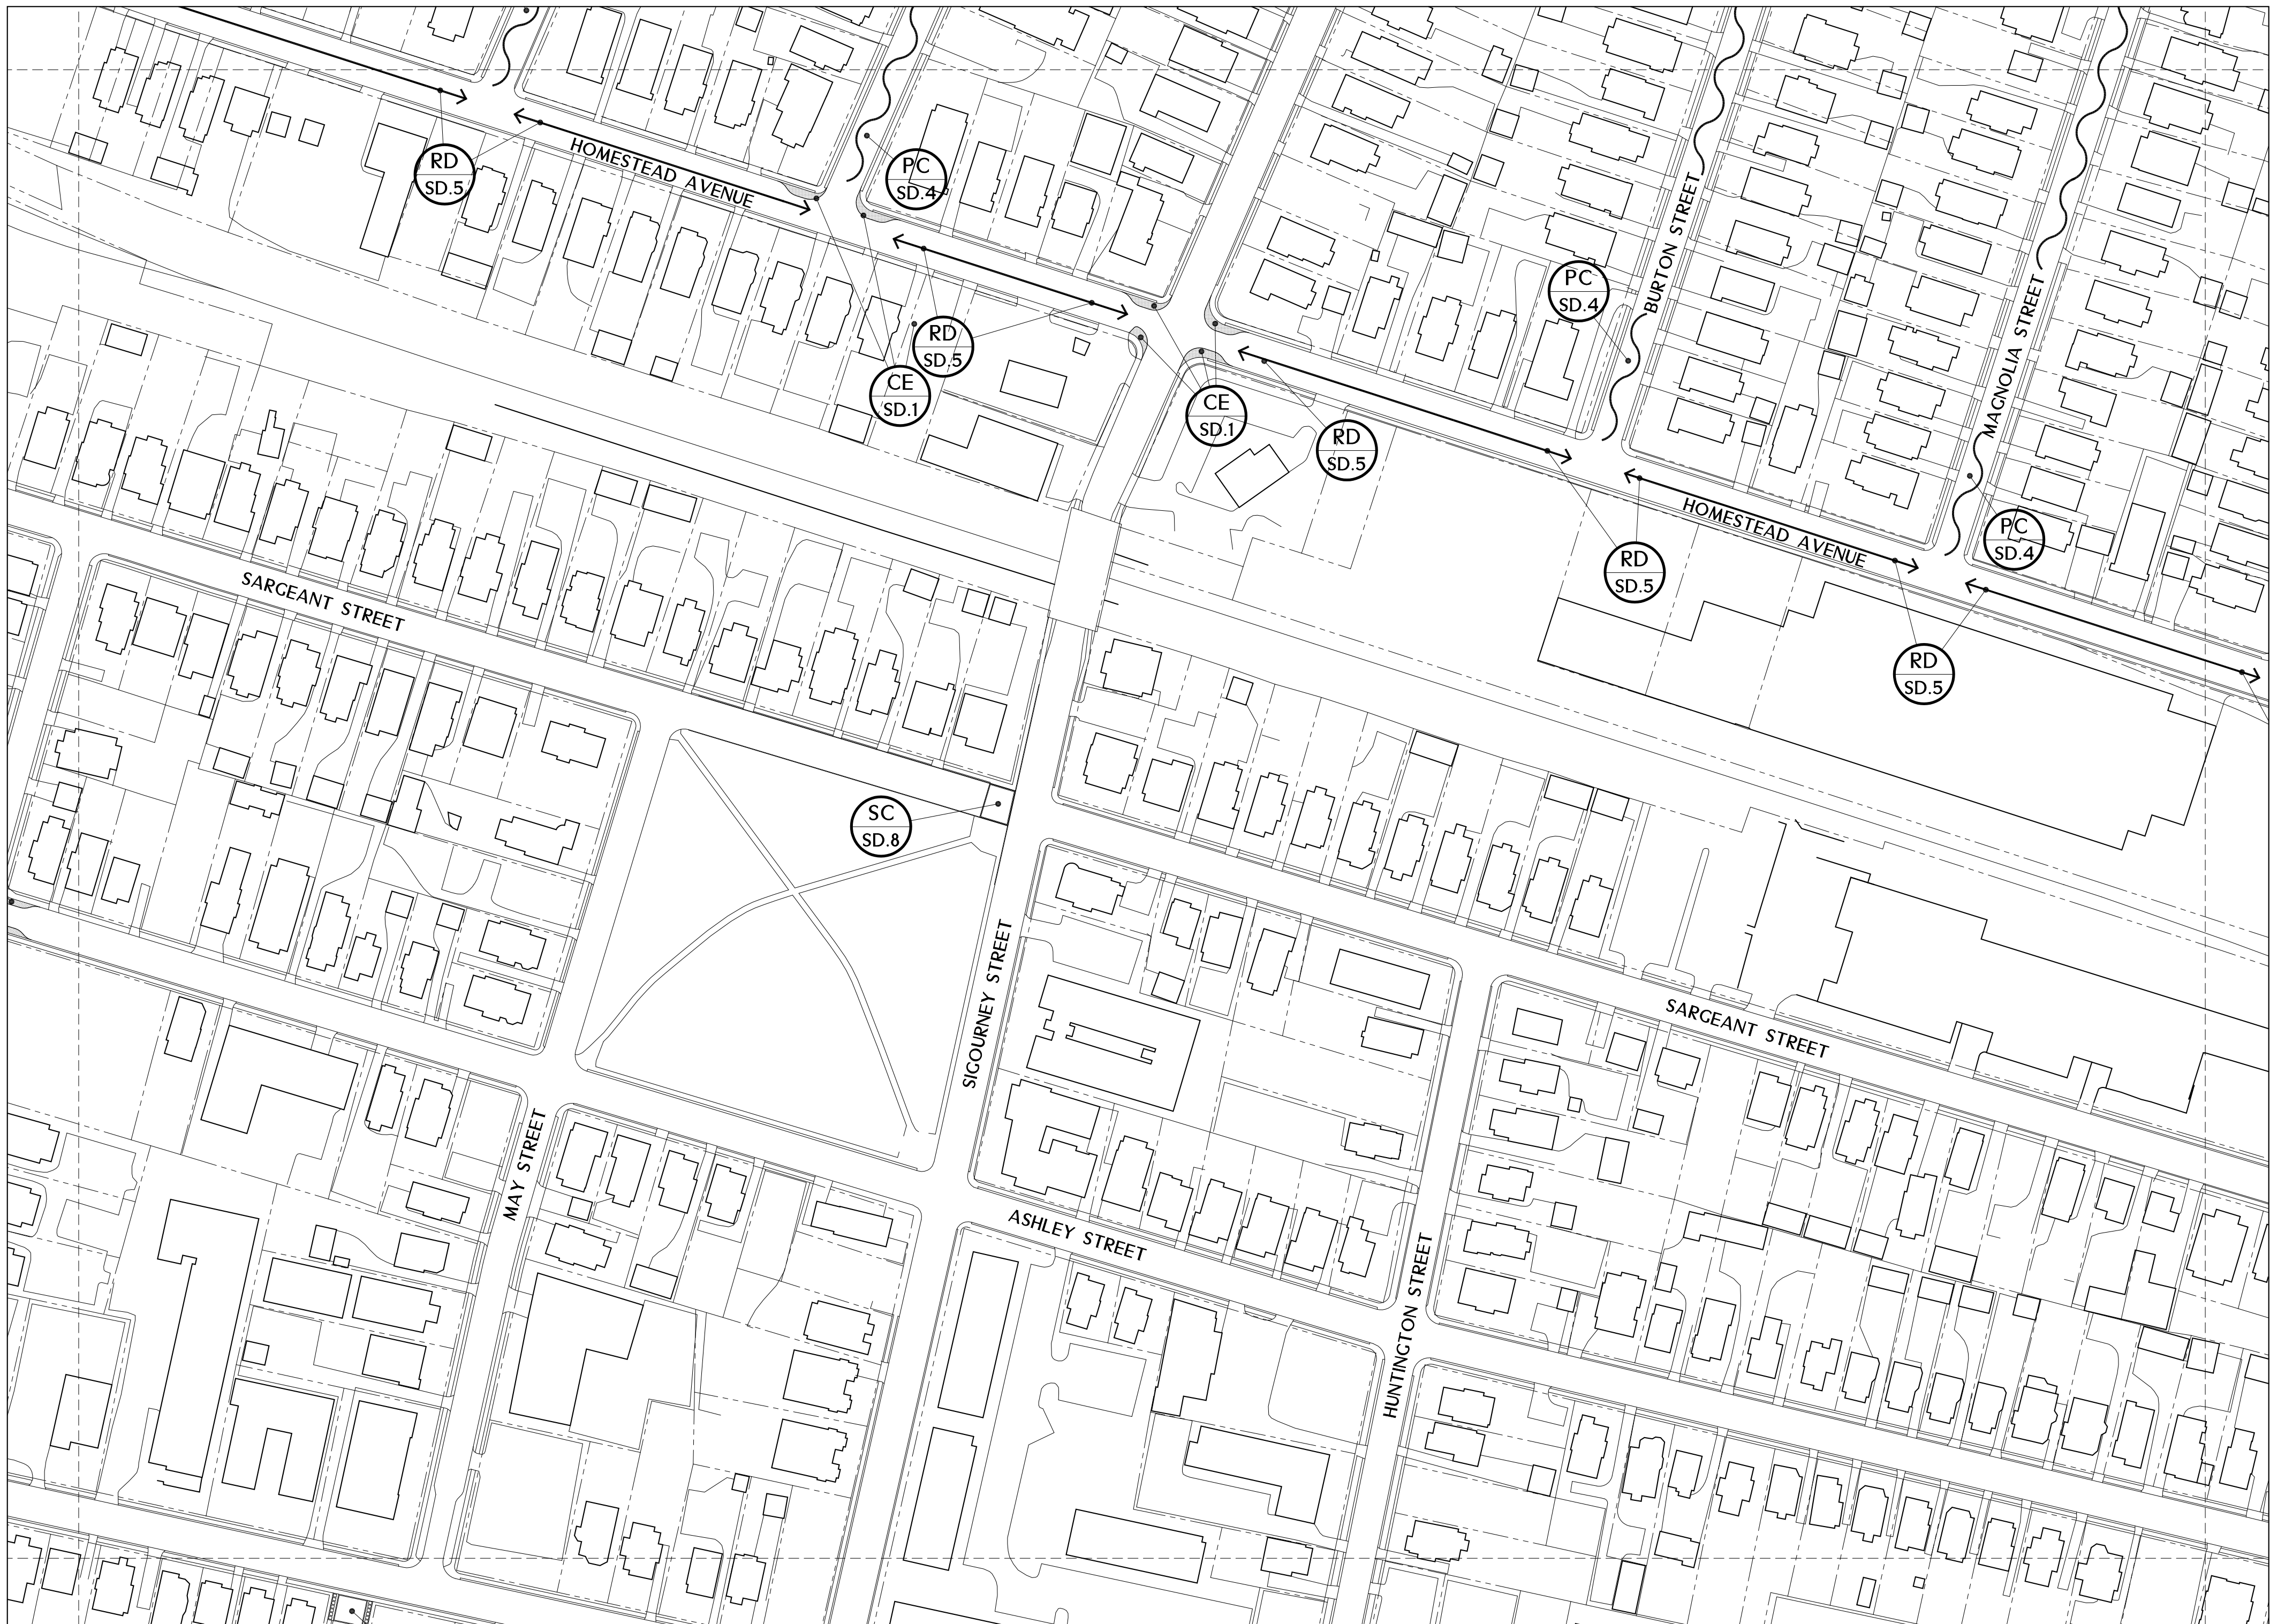 RD
SD.5
HOMESTEAD AVENUE
PC
SD.4
BURTON STREET
PC
SD.4
MAGNOLIA STREET
RD
SD.5
CE
SD.1
CE
SD.1
RD
SD.5
HOMESTEAD AVENUE
PC
SD.4
RD
SD.5
SARGEANT STREET
RD
SD.5
SC
SD.8
SIGOURNEY STREET
SARGEANT STREET
MAY STREET
ASHLEY STREET
HUNTINGTON STREET